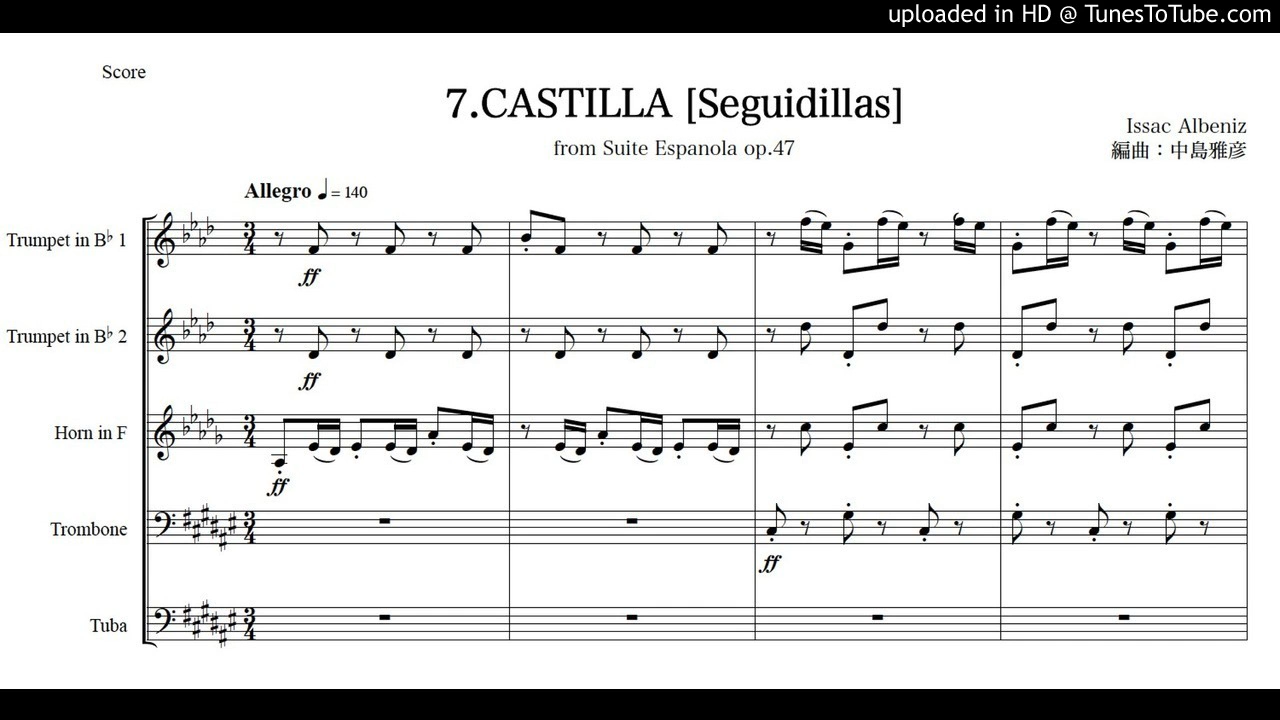 uploaded in HD @ TunesToTube.com
Score
7.CASTILLA [Seguidillas]
from Suite Espanola op.47
Issac Albeniz
編曲：中島雅彦
Allegro ♩ = 140
Trumpet in B♭ 1
ff
Trumpet in B♭ 2
ff
Horn in F
ff
Trombone
ff
Tuba